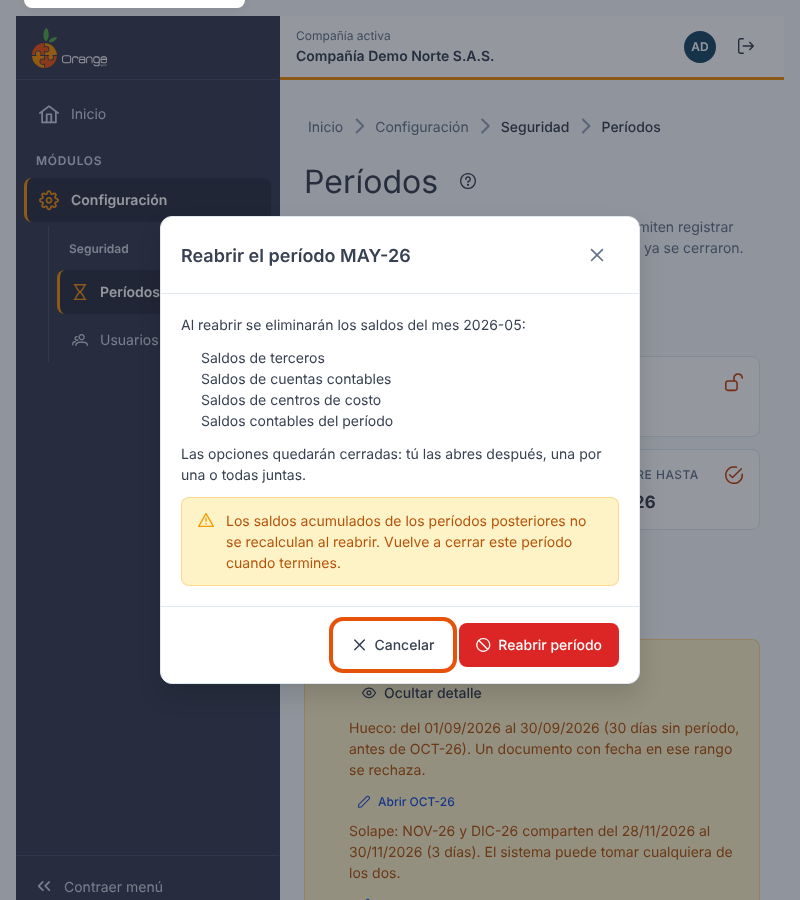 Orange
Compañía activa
Compañía Demo Norte S.A.S.
AD
Inicio
MÓDULOS
Configuración
Seguridad
Períodos
Usuarios
Contraer menú
Inicio
Configuración
Seguridad
Períodos
Períodos
miten registrar
ya se cerraron.
RE HASTA
26
Reabrir el período MAY-26
Al reabrir se eliminarán los saldos del mes 2026-05:
Saldos de terceros
Saldos de cuentas contables
Saldos de centros de costo
Saldos contables del período
Las opciones quedarán cerradas: tú las abres después, una por
una o todas juntas.
Los saldos acumulados de los períodos posteriores no
se recalculan al reabrir. Vuelve a cerrar este período
cuando termines.
Cancelar
Reabrir período
Ocultar detalle
Hueco: del 01/09/2026 al 30/09/2026 (30 días sin período,
antes de OCT-26). Un documento con fecha en ese rango
se rechaza.
Abrir OCT-26
Solape: NOV-26 y DIC-26 comparten del 28/11/2026 al
30/11/2026 (3 días). El sistema puede tomar cualquiera de
los dos.